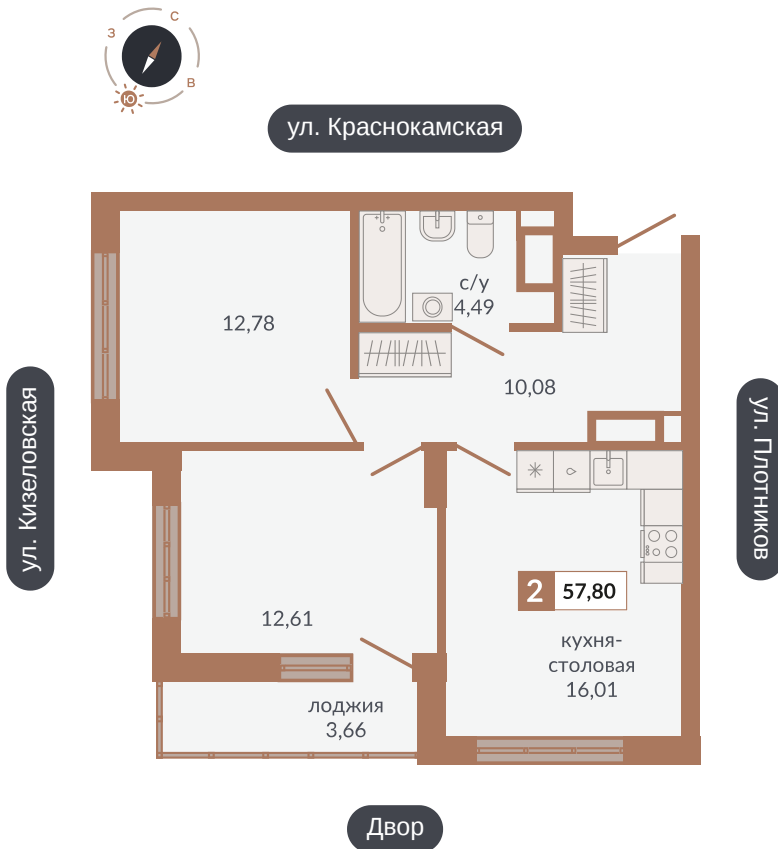 С
З
В
Ю
ул. Краснокамская
с/у
4,49
12,78
10,08
ул. Кизеловская
ул. Плотников
2 57,80
12,61
кухня-
столовая
16,01
лоджия
3,66
Двор